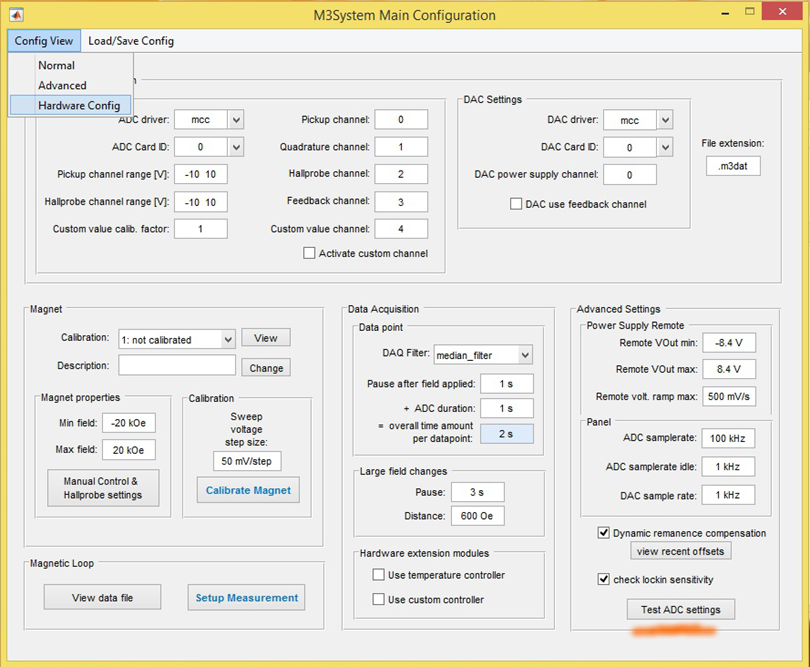 M3System Main Configuration
Config View Load/Save Config
Normal
Advanced
Hardware Config
ADC driver: mcc
ADC Card ID: 0
Pickup channel range [V]: -10 10
Hallprobe channel range [V]: -10 10
Custom value calib. factor: 1
Pickup channel: 0
Quadrature channel: 1
Hallprobe channel: 2
Feedback channel: 3
Custom value channel: 4
Activate custom channel
DAC Settings
DAC driver: mcc
DAC Card ID: 0
DAC power supply channel: 0
DAC use feedback channel
File extension:
.m3dat
Magnet
Calibration: 1: not calibrated View
Description: Change
Magnet properties
Min field: -20 kOe
Max field: 20 kOe
Manual Control &
Hallprobe settings
Calibration
Sweep
voltage
step size:
50 mV/step
Calibrate Magnet
Magnetic Loop
View data file Setup Measurement
Data Acquisition
Data point
DAQ Filter: median_filter
Pause after field applied: 1 s
+ ADC duration: 1 s
= overall time amount
per datapoint: 2 s
Large field changes
Pause: 3 s
Distance: 600 Oe
Hardware extension modules
Use temperature controller
Use custom controller
Advanced Settings
Power Supply Remote
Remote VOut min: -8.4 V
Remote VOut max: 8.4 V
Remote volt. ramp max: 500 mV/s
Panel
ADC samplerate: 100 kHz
ADC samplerate idle: 1 kHz
DAC sample rate: 1 kHz
Dynamic remanence compensation
view recent offsets
check lockin sensitivity
Test ADC settings